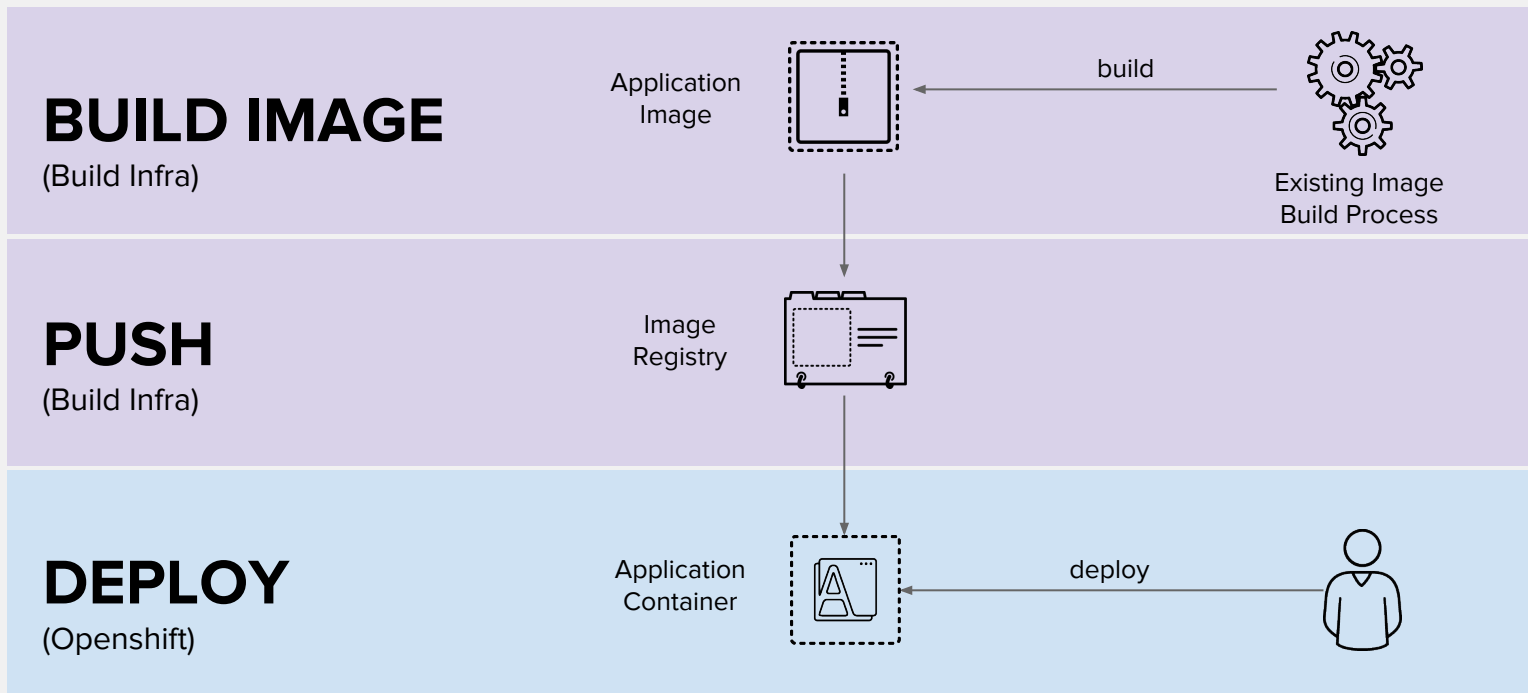 BUILD IMAGE
(Build Infra)
Application
Image
build
Existing Image
Build Process
PUSH
(Build Infra)
Image
Registry
DEPLOY
(Openshift)
Application
Container
A
deploy